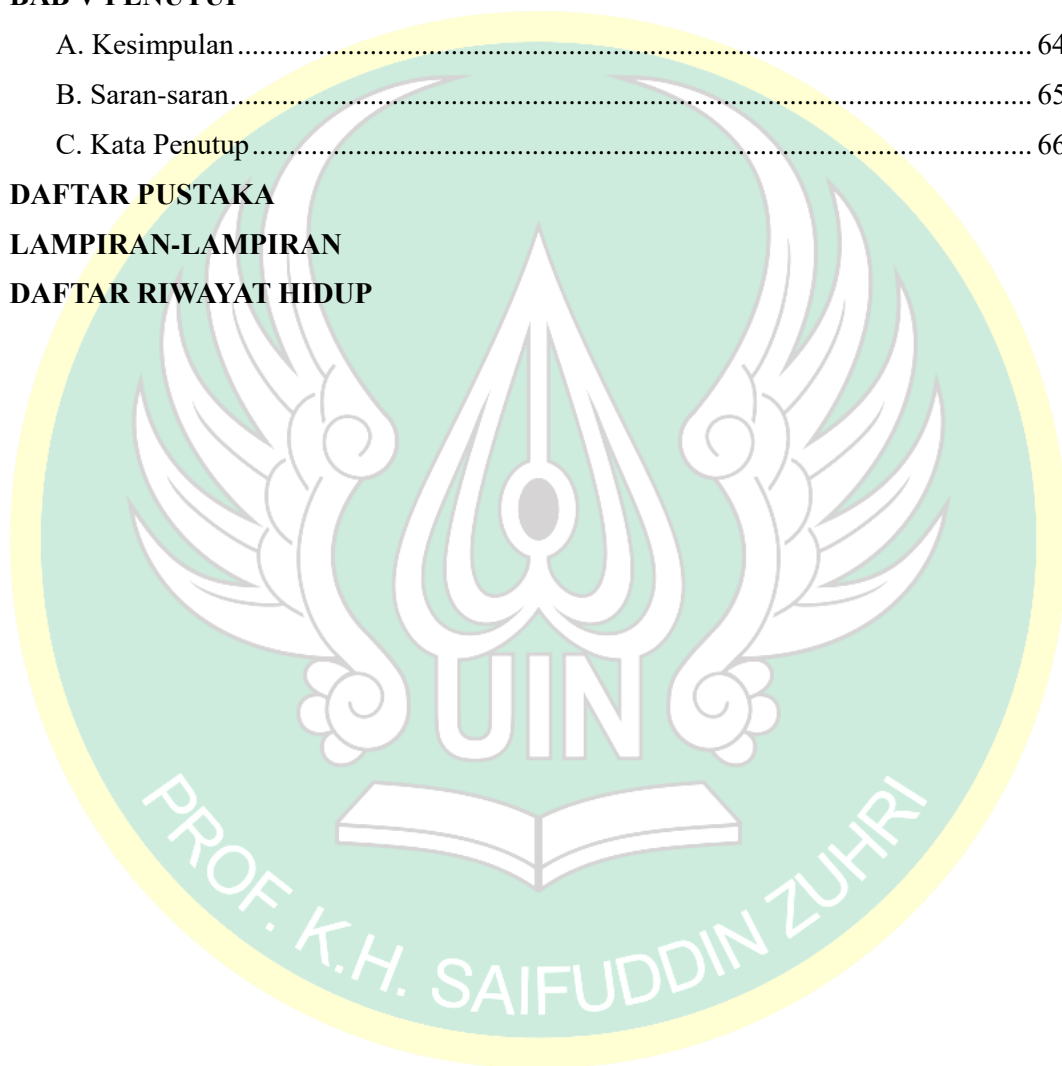 BAB V PENUTUP
A. Kesimpulan........................................................................................................... 64
B. Saran-saran............................................................................................................ 65
C. Kata Penutup......................................................................................................... 66
DAFTAR PUSTAKA
LAMPIRAN-LAMPIRAN
DAFTAR RIWAYAT HIDUP
UIN
PROF. K.H. SAIFUDDIN ZUHRI